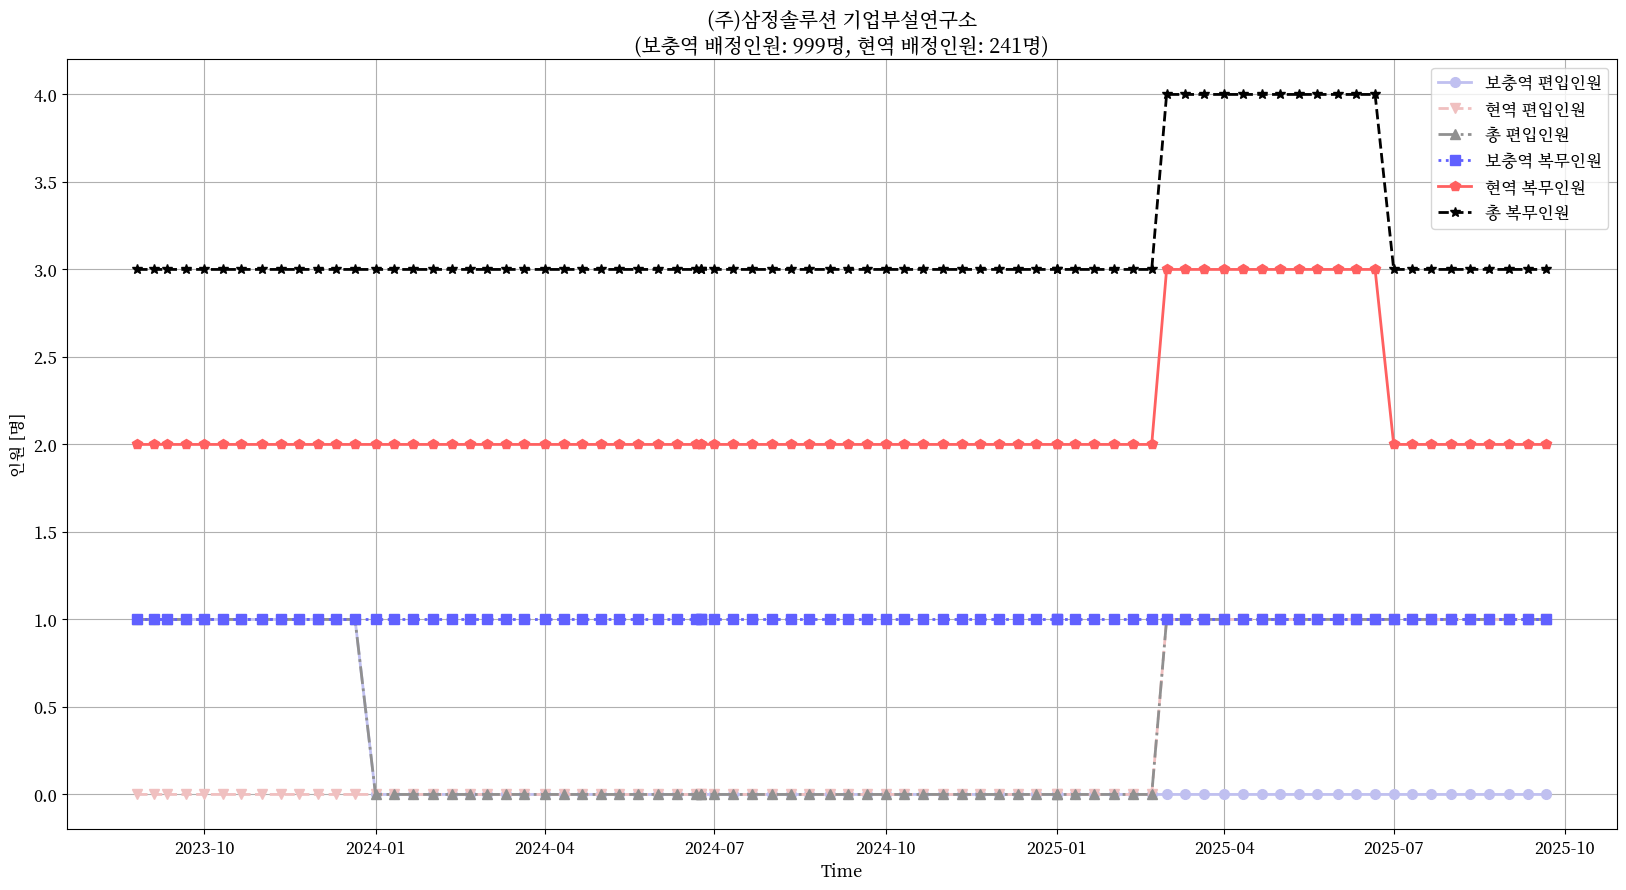 (주)삼정솔루션 기업부설연구소
(보충역 배정인원: 999명, 현역 배정인원: 241명)
보충역 편입인원
현역 편입인원
총 편입인원
보충역 복무인원
현역 복무인원
총 복무인원
인원 [명]
4.0
3.5
3.0
2.5
2.0
1.5
1.0
0.5
0.0
2023-10
2024-01
2024-04
2024-07
2024-10
2025-01
2025-04
2025-07
2025-10
Time